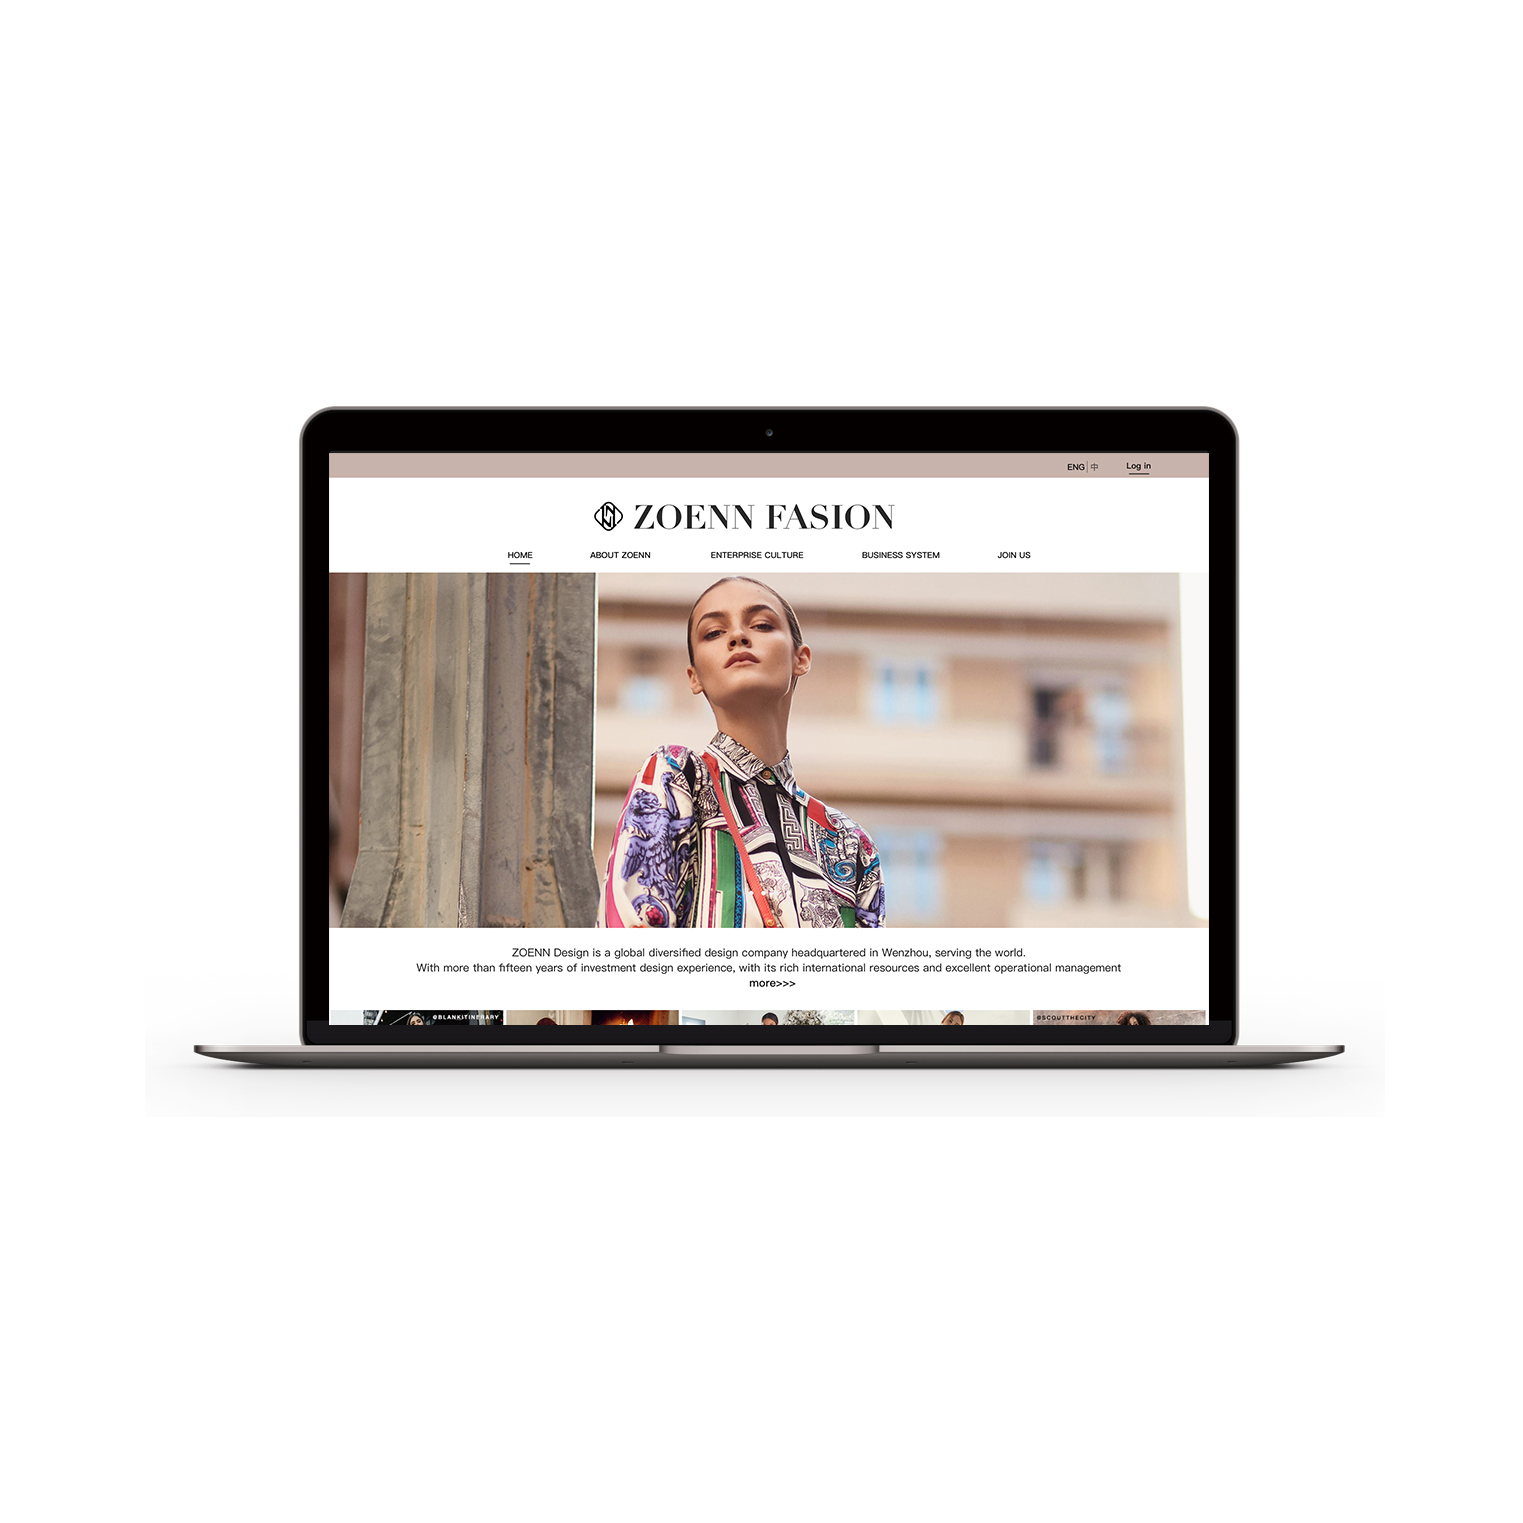 ENG 中 Log in
ZOENN FASION
HOME ABOUT ZOENN ENTERPRISE CULTURE BUSINESS SYSTEM JOIN US
ZOENN Design is a global diversified design company headquartered in Wenzhou, serving the world.
With more than fifteen years of investment design experience, with its rich international resources and excellent operational management
more>>>
@BLANKITINERARY @SCOUTTHECITY